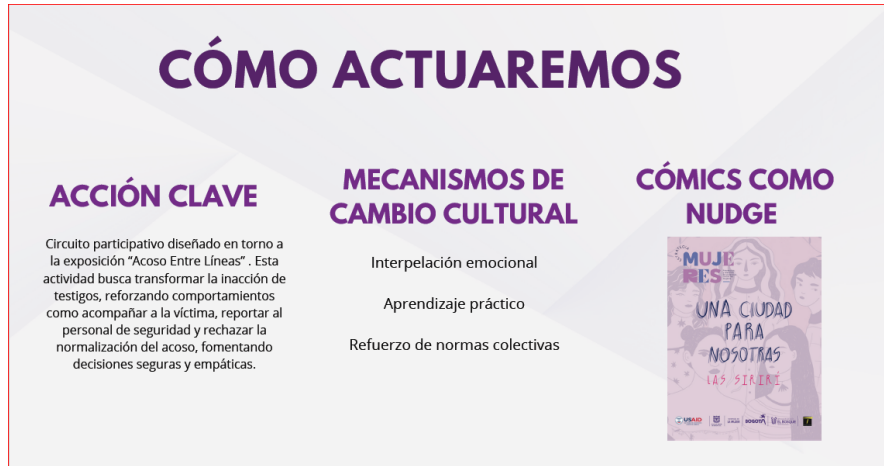 CÓMO ACTUAREMOS
ACCIÓN CLAVE
Circuito participativo diseñado en torno a
la exposición “Acoso Entre Líneas” . Esta
actividad busca transformar la inacción de
testigos, reforzando comportamientos
como acompañar a la víctima, reportar al
personal de seguridad y rechazar la
normalización del acoso, fomentando
decisiones seguras y empáticas.
MECANISMOS DE
CAMBIO CULTURAL
Interpelación emocional
Aprendizaje práctico
Refuerzo de normas colectivas
CÓMICS COMO
NUDGE
MUJE
RES
UNA CIUDAD
PARA
NOSOTRAS
LAS SIRIRÍ
USAID
BOGOTÁ